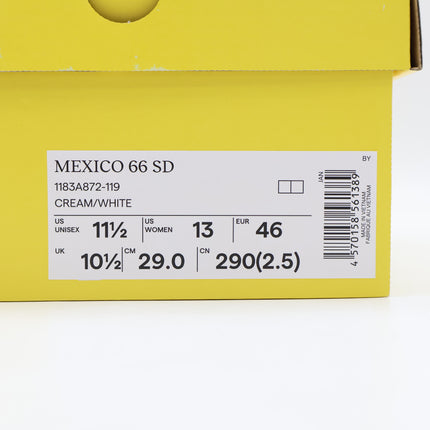 MEXICO 66 SD
1183A872-119
CREAM/WHITE
US UNISEX 11½ US WOMEN 13 EUR 46
UK 10½ CM 29.0 CN 290(2.5)
BY
JAN
4 570158 561389
MADE IN VIETNAM
FABRIQUE AU VIETNAM